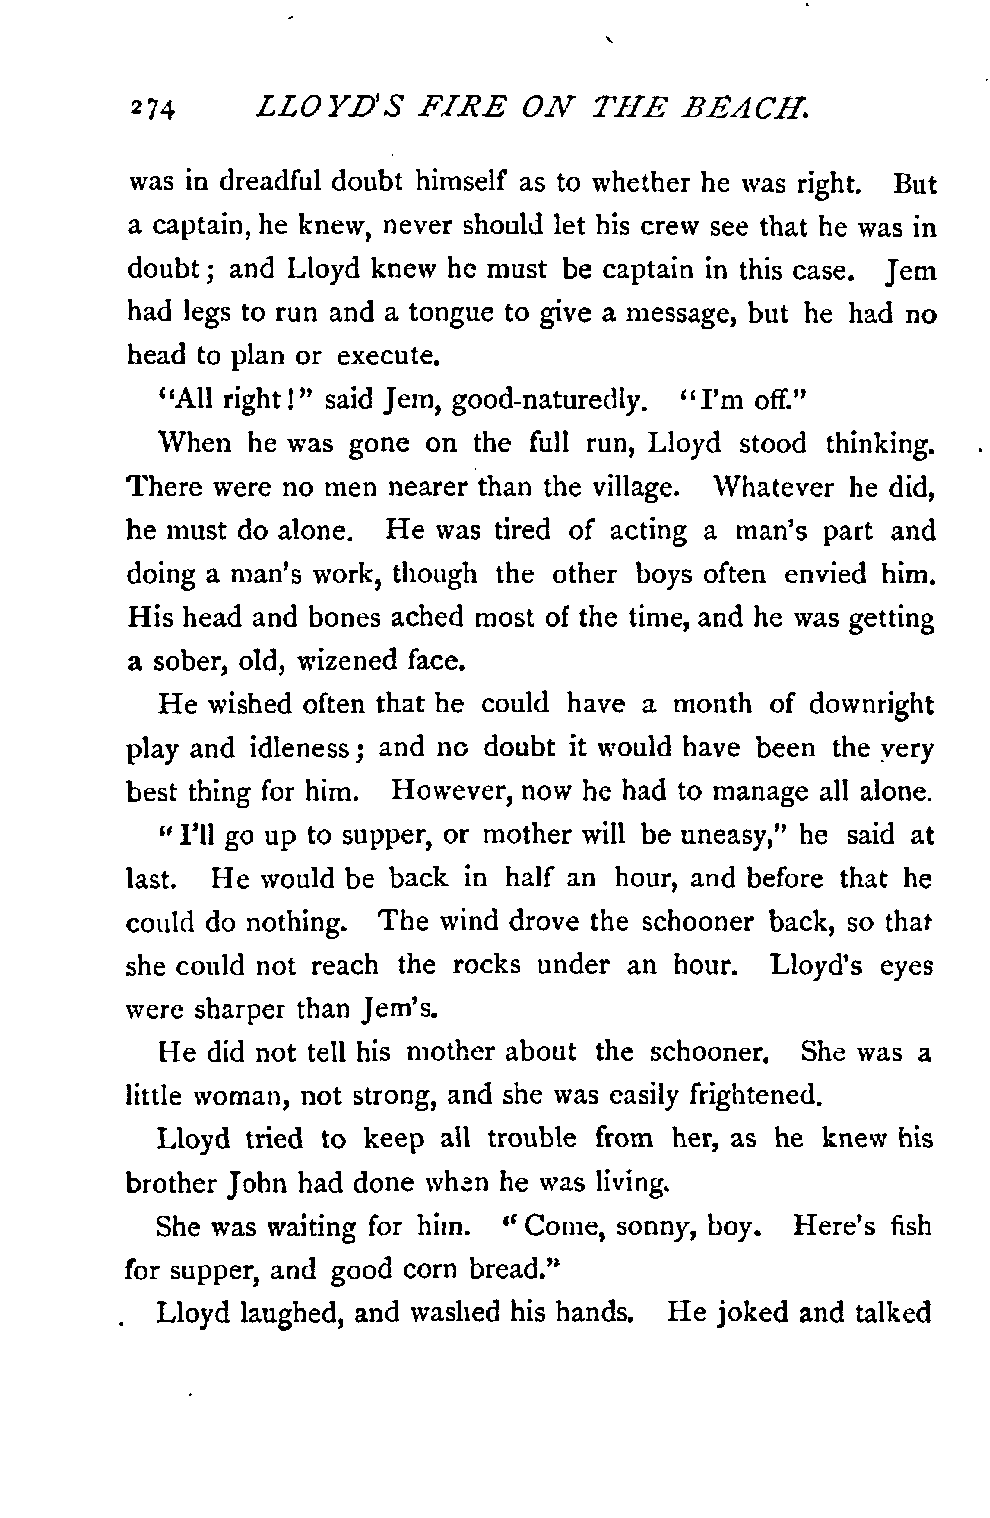 274 LLOYD'S FIRE ON THE BEACH.
was in dreadful doubt himself as to whether he was right. But
a captain, he knew, never should let his crew see that he was in
doubt; and Lloyd knew he must be captain in this case. Jem
had legs to run and a tongue to give a message, but he had no
head to plan or execute.
"All right!" said Jem, good-naturedly. "I'm off."
When he was gone on the full run, Lloyd stood thinking.
There were no men nearer than the village. Whatever he did,
he must do alone. He was tired of acting a man's part and
doing a man's work, though the other boys often envied him.
His head and bones ached most of the time, and he was getting
a sober, old, wizened face.
He wished often that he could have a month of downright
play and idleness; and no doubt it would have been the very
best thing for him. However, now he had to manage all alone.
"I'll go up to supper, or mother will be uneasy," he said at
last. He would be back in half an hour, and before that he
could do nothing. The wind drove the schooner back, so that
she could not reach the rocks under an hour. Lloyd's eyes
were sharper than Jem's.
He did not tell his mother about the schooner. She was a
little woman, not strong, and she was easily frightened.
Lloyd tried to keep all trouble from her, as he knew his
brother John had done when he was living.
She was waiting for him. "Come, sonny, boy. Here's fish
for supper, and good corn bread."
Lloyd laughed, and washed his hands. He joked and talked